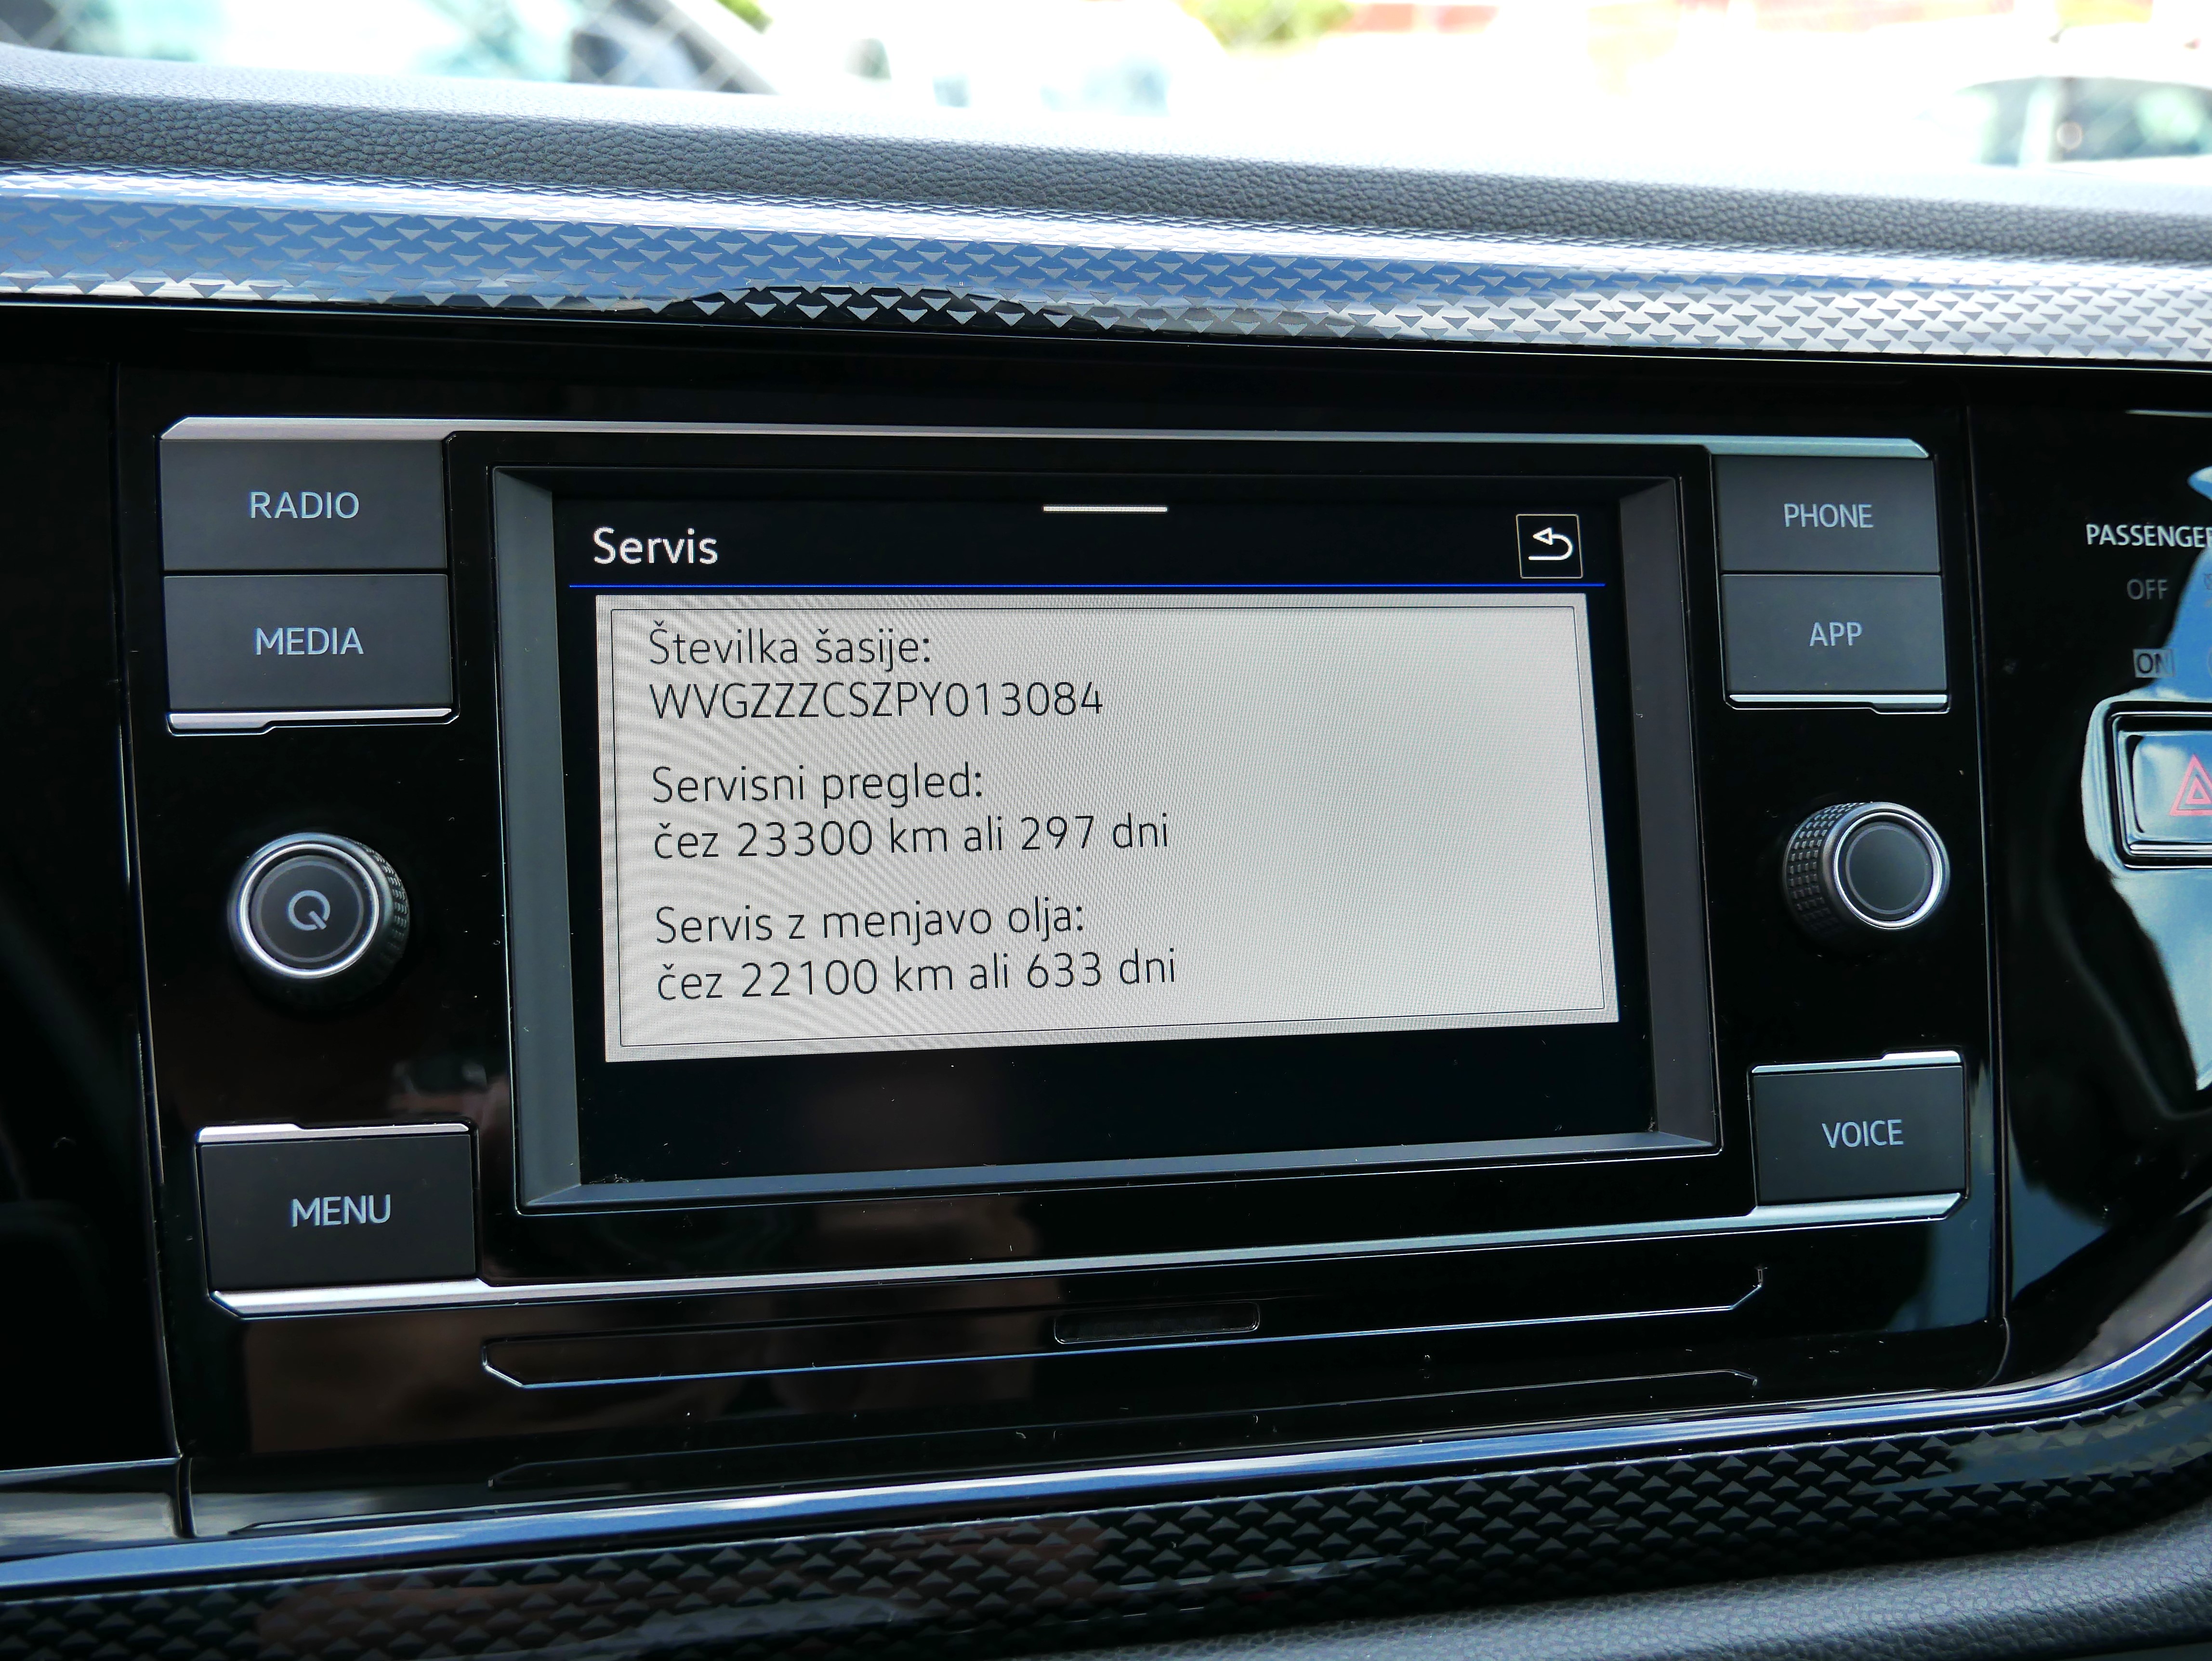 RADIO
MEDIA
MENU
Servis
Številka šasije:
WVGZZZCSZPY013084
Servisni pregled:
čez 23300 km ali 297 dni
Servis z menjavo olja:
čez 22100 km ali 633 dni
PHONE
APP
VOICE
PASSENGER
OFF
ON